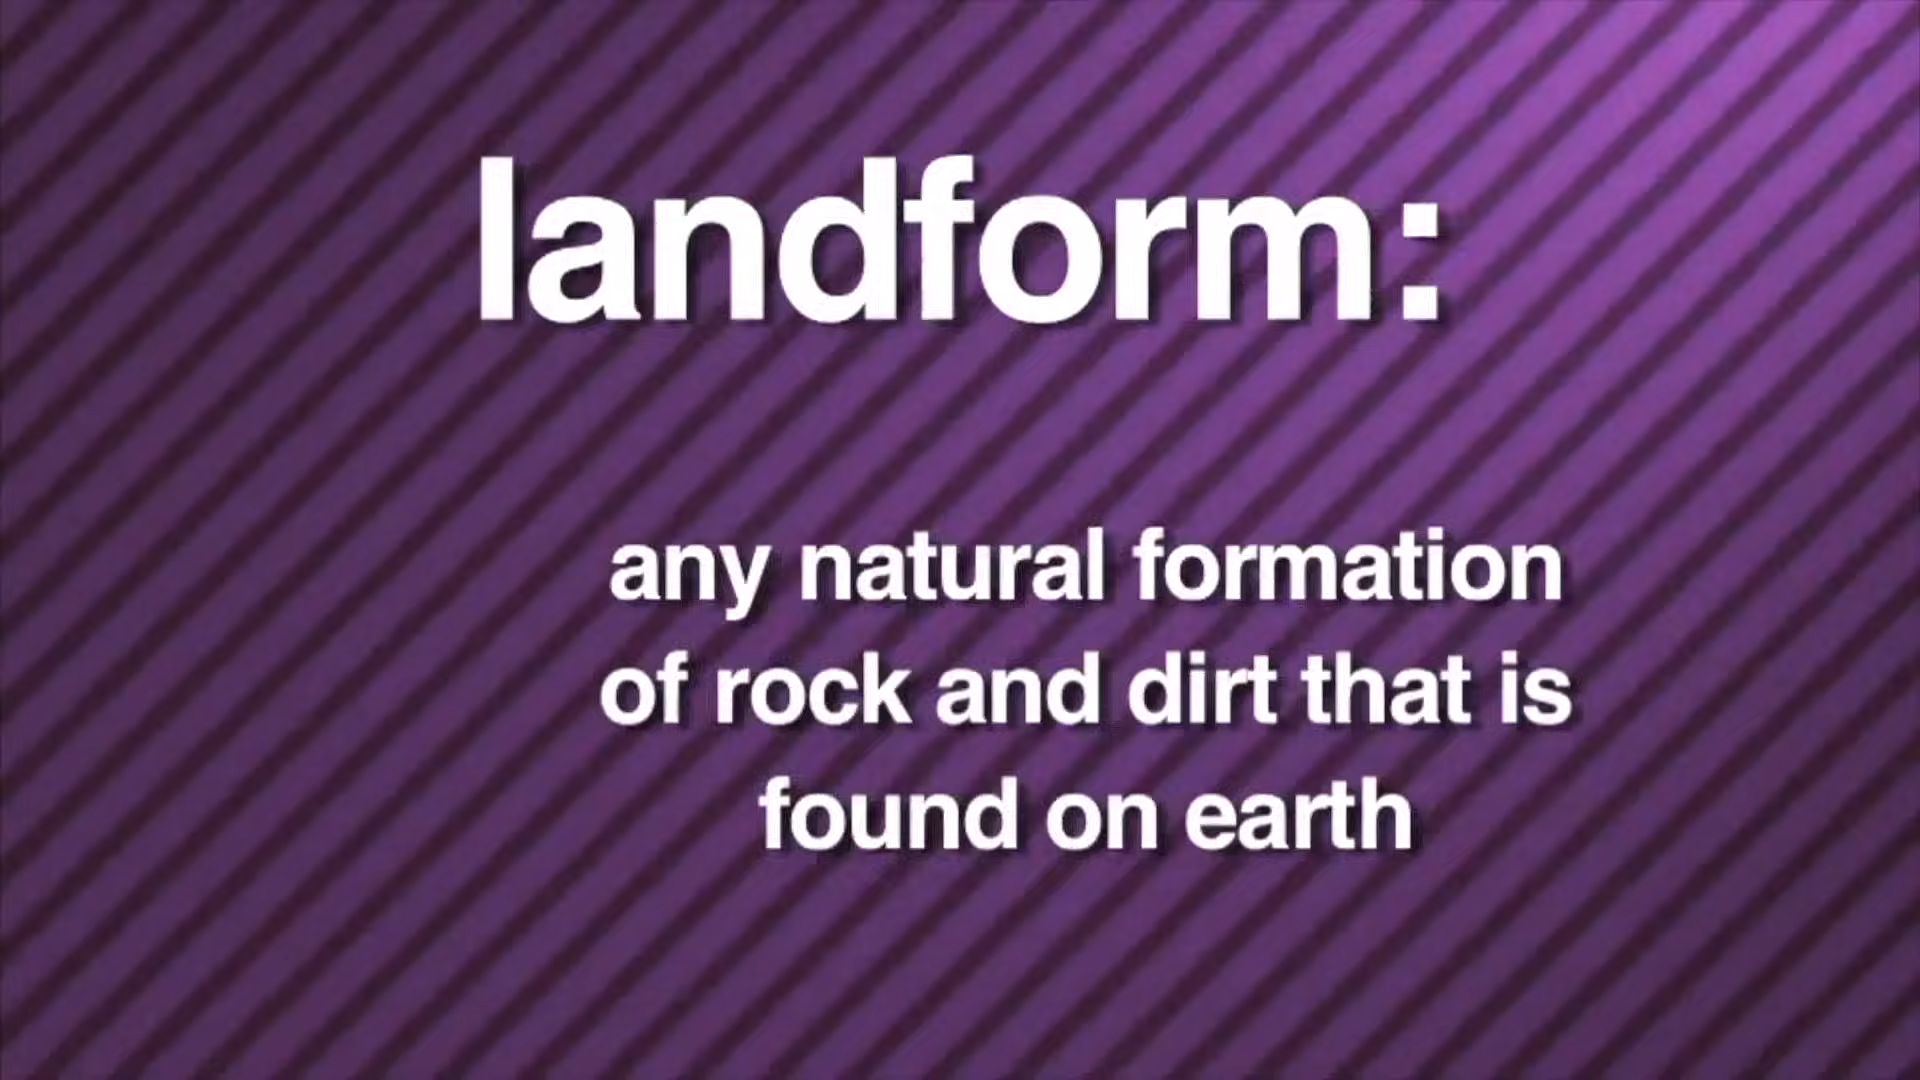 landform:
any natural formation
of rock and dirt that is
found on earth